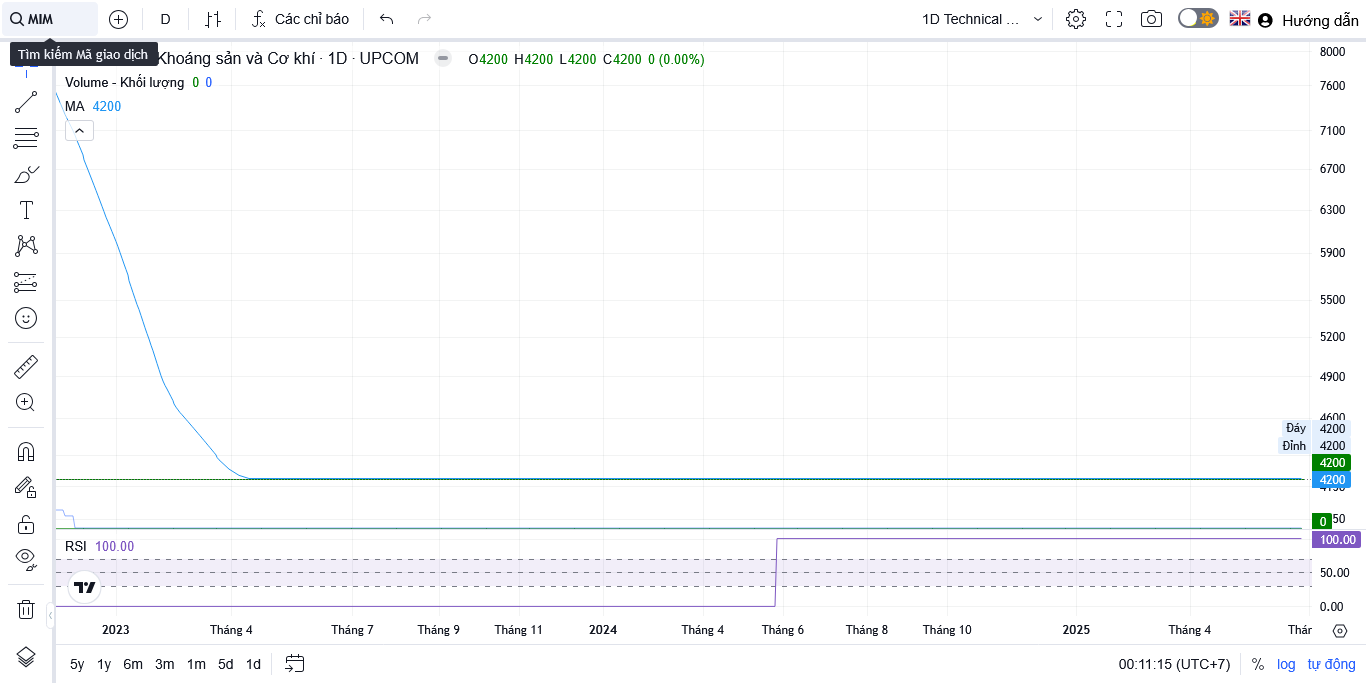 MIM
D
Các chỉ báo
1D Technical ...
Hướng dẫn
Tìm kiếm Mã giao dịch
Khoáng sản và Cơ khí · 1D · UPCOM
O4200 H4200 L4200 C4200 0 (0.00%)
Volume - Khối lượng 0 0
MA 4200
8000
7600
7100
6700
6300
5900
5500
5200
4900
4600
Đáy 4200
Đỉnh 4200
4200
4200
0
RSI 100.00
100.00
50.00
0.00
2023 Tháng 4 Tháng 7 Tháng 9 Tháng 11 2024 Tháng 4 Tháng 6 Tháng 8 Tháng 10 2025 Tháng 4 Thár
5y 1y 6m 3m 1m 5d 1d
00:11:15 (UTC+7) % log tự động